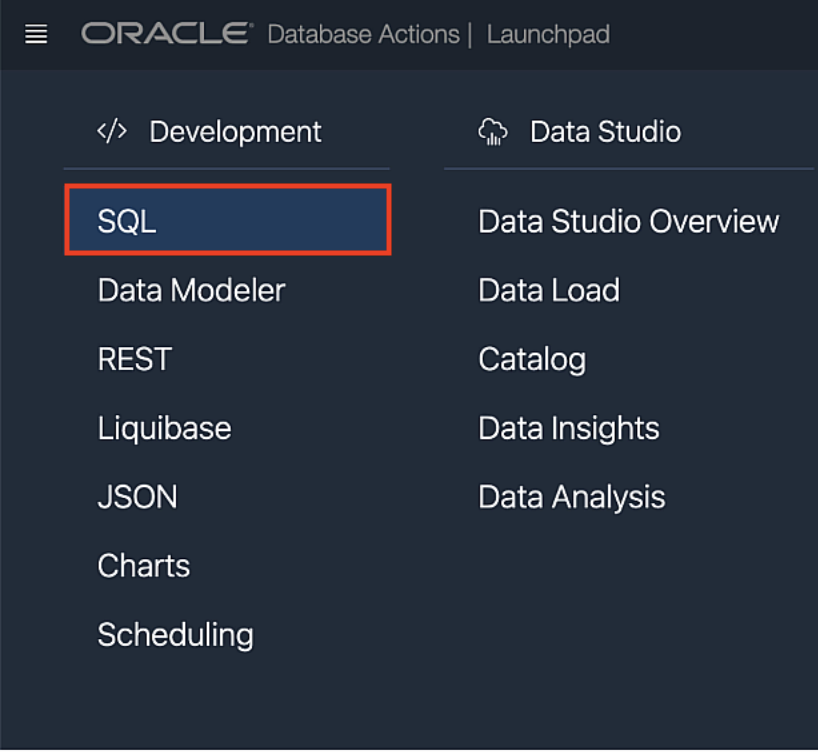 ORACLE® Database Actions | Launchpad
</> Development
SQL
Data Modeler
REST
Liquibase
JSON
Charts
Scheduling
Data Studio
Data Studio Overview
Data Load
Catalog
Data Insights
Data Analysis